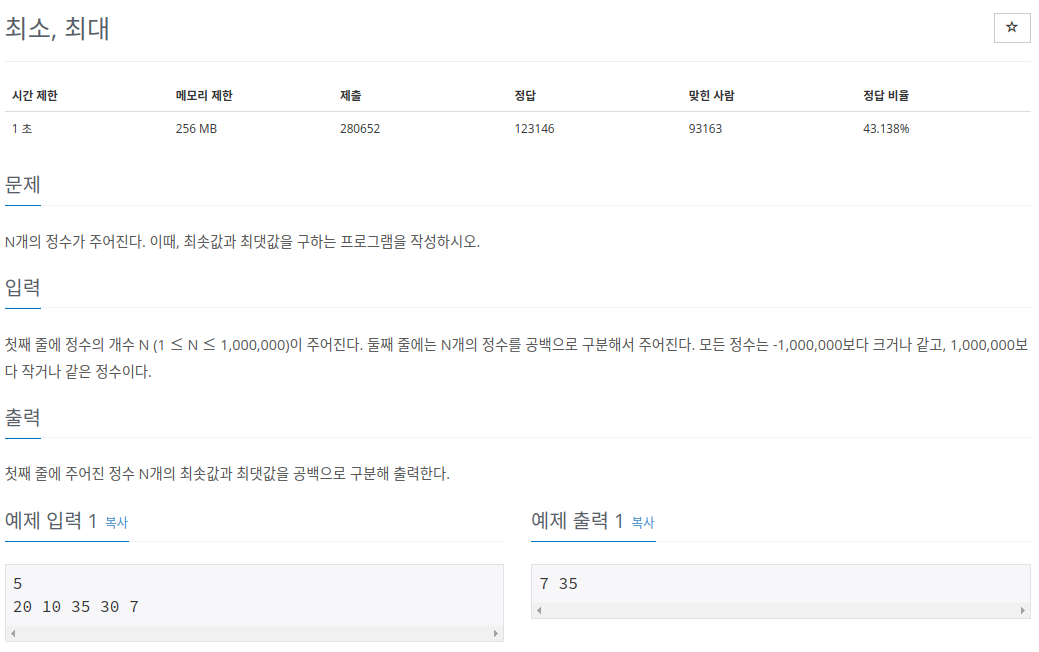 최소, 최대
☆
시간 제한 메모리 제한 제출 정답 맞힌 사람 정답 비율
1 초 256 MB 280652 123146 93163 43.138%
문제
N개의 정수가 주어진다. 이때, 최솟값과 최댓값을 구하는 프로그램을 작성하시오.
입력
첫째 줄에 정수의 개수 N (1 ≤ N ≤ 1,000,000)이 주어진다. 둘째 줄에는 N개의 정수를 공백으로 구분해서 주어진다. 모든 정수는 -1,000,000보다 크거나 같고, 1,000,000보
다 작거나 같은 정수이다.
출력
첫째 줄에 주어진 정수 N개의 최솟값과 최댓값을 공백으로 구분해 출력한다.
예제 입력 1 복사
5
20 10 35 30 7
예제 출력 1 복사
7 35